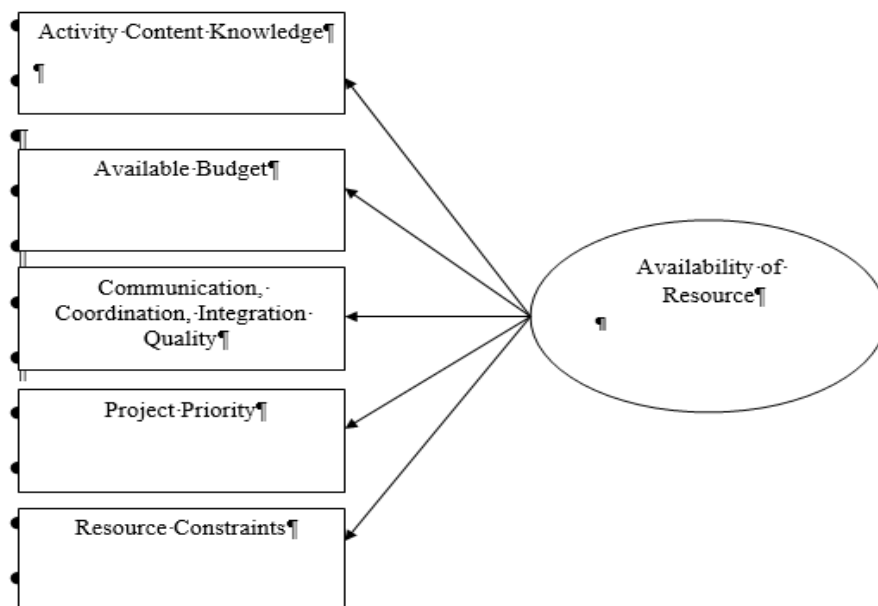 Activity·Content·Knowledge¶
¶
¶
Available·Budget¶
¶
Communication,·
Coordination,·Integration·
Quality¶
¶
Project·Priority¶
Resource·Constraints¶
Availability·of·
Resource¶
¶